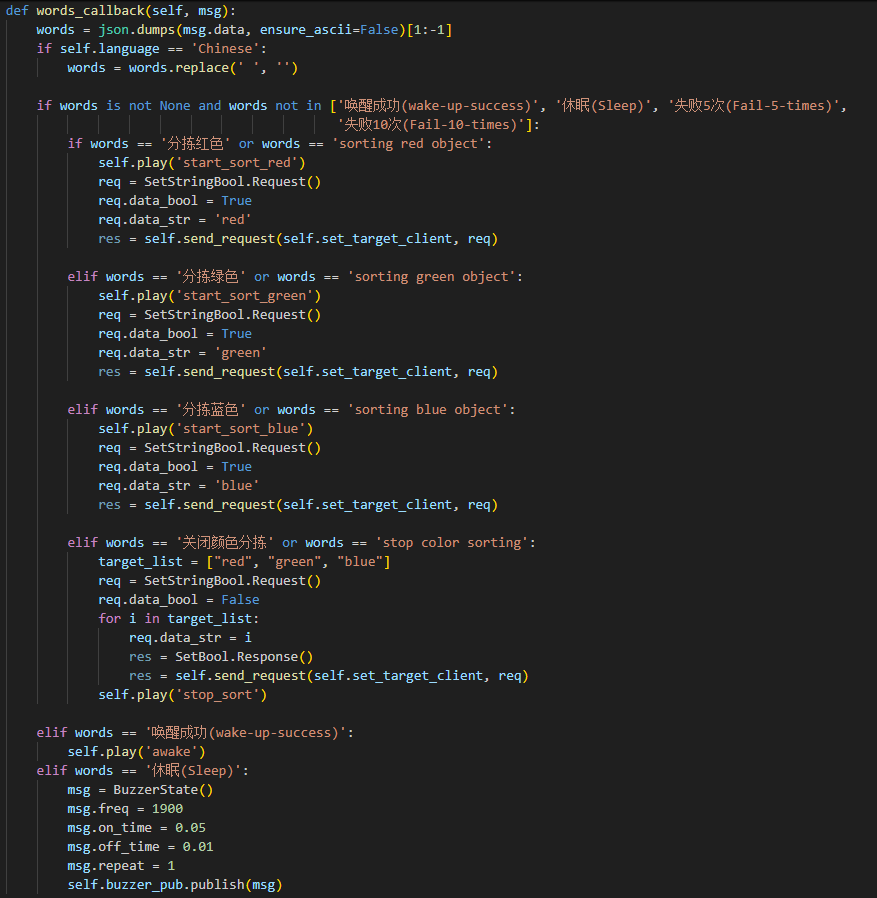 def words_callback(self, msg):
    words = json.dumps(msg.data, ensure_ascii=False)[1:-1]
    if self.language == 'Chinese':
        words = words.replace(' ', '')

    if words is not None and words not in ['唤醒成功(wake-up-success)', '休眠(Sleep)', '失败5次(Fail-5-times)',
                                           '失败10次(Fail-10-times)']:
        if words == '分拣红色' or words == 'sorting red object':
            self.play('start_sort_red')
            req = SetStringBool.Request()
            req.data_bool = True
            req.data_str = 'red'
            res = self.send_request(self.set_target_client, req)

        elif words == '分拣绿色' or words == 'sorting green object':
            self.play('start_sort_green')
            req = SetStringBool.Request()
            req.data_bool = True
            req.data_str = 'green'
            res = self.send_request(self.set_target_client, req)

        elif words == '分拣蓝色' or words == 'sorting blue object':
            self.play('start_sort_blue')
            req = SetStringBool.Request()
            req.data_bool = True
            req.data_str = 'blue'
            res = self.send_request(self.set_target_client, req)

        elif words == '关闭颜色分拣' or words == 'stop color sorting':
            target_list = ["red", "green", "blue"]
            req = SetStringBool.Request()
            req.data_bool = False
            for i in target_list:
                req.data_str = i
                res = SetBool.Response()
                res = self.send_request(self.set_target_client, req)
            self.play('stop_sort')

    elif words == '唤醒成功(wake-up-success)':
        self.play('awake')
    elif words == '休眠(Sleep)':
        msg = BuzzerState()
        msg.freq = 1900
        msg.on_time = 0.05
        msg.off_time = 0.01
        msg.repeat = 1
        self.buzzer_pub.publish(msg)